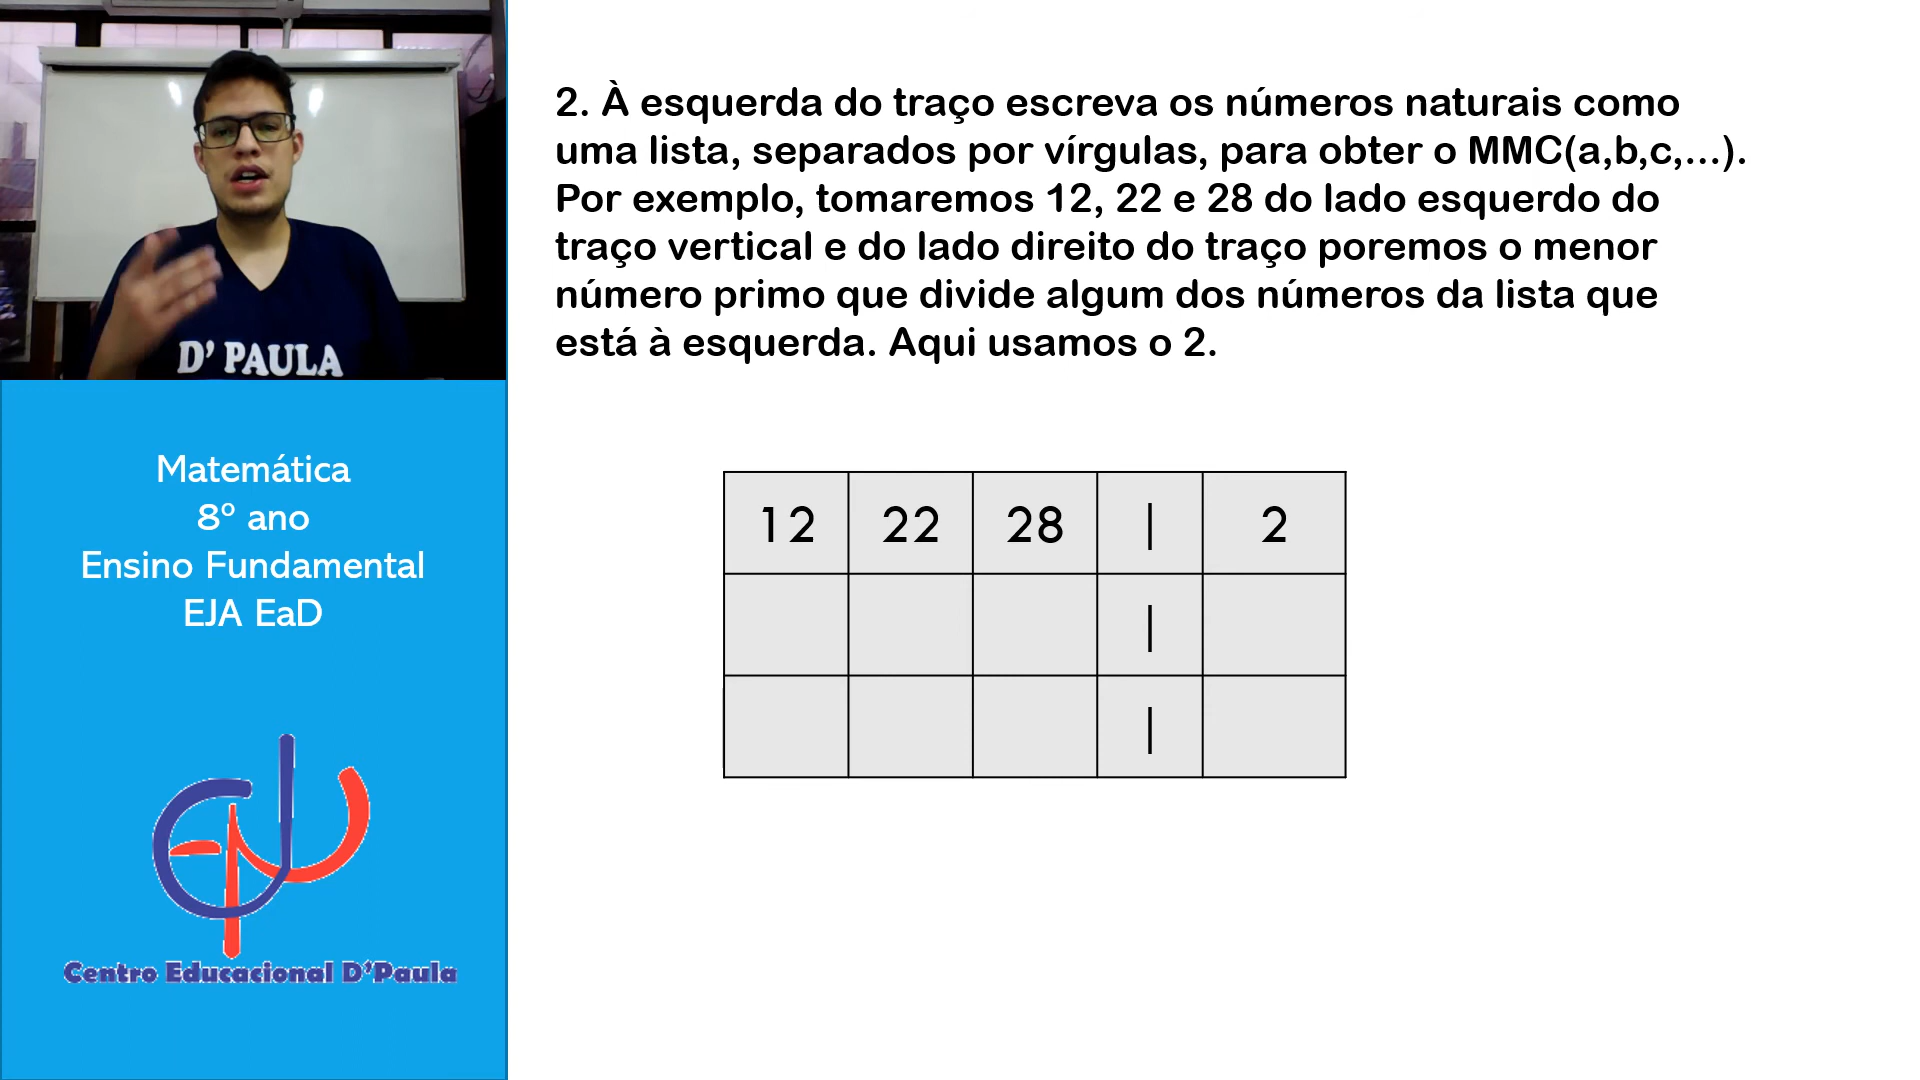 D' PAULA
Matemática
8º ano
Ensino Fundamental
EJA EaD
Centro Educacional D'Paula
2. À esquerda do traço escreva os números naturais como
uma lista, separados por vírgulas, para obter o MMC(a,b,c,...).
Por exemplo, tomaremos 12, 22 e 28 do lado esquerdo do
traço vertical e do lado direito do traço poremos o menor
número primo que divide algum dos números da lista que
está à esquerda. Aqui usamos o 2.
12 22 28 | 2
|
|